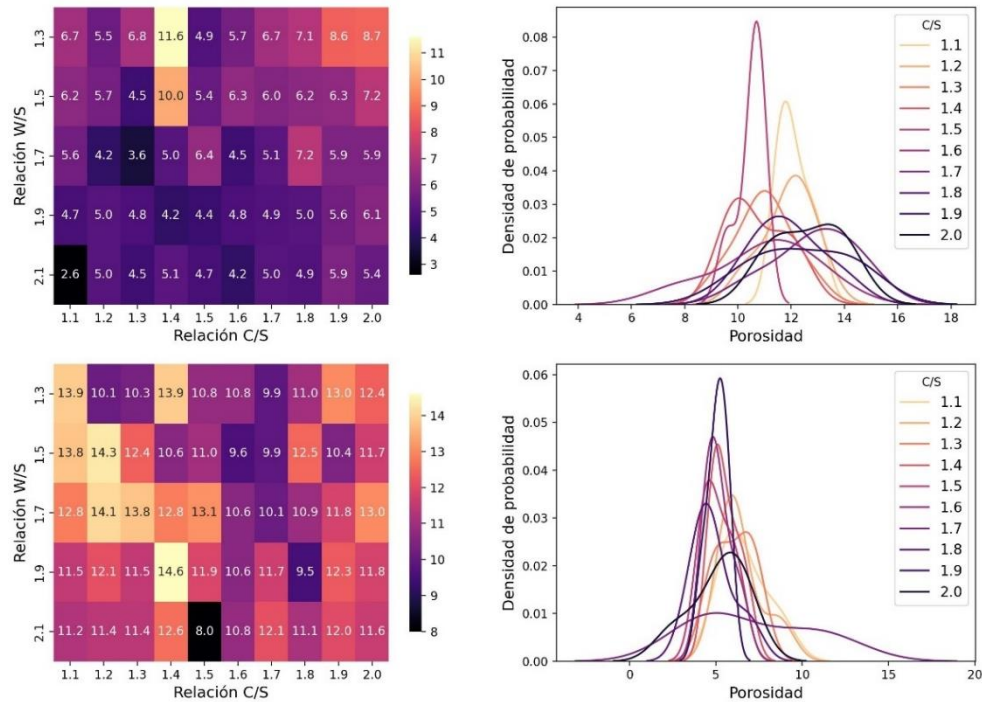 1.3 6.7 5.5 6.8 11.6 4.9 5.7 6.7 7.1 8.6 8.7
1.5 6.2 5.7 4.5 10.0 5.4 6.3 6.0 6.2 6.3 7.2
1.7 5.6 4.2 3.6 5.0 6.4 4.5 5.1 7.2 5.9 5.9
1.9 4.7 5.0 4.8 4.2 4.4 4.8 4.9 5.0 5.6 6.1
2.1 2.6 5.0 4.5 5.1 4.7 4.2 5.0 4.9 5.9 5.4
1.1 1.2 1.3 1.4 1.5 1.6 1.7 1.8 1.9 2.0
Relación W/S
Relación C/S
11
10
9
8
7
6
5
4
3
Densidad de probabilidad
0.08
0.07
0.06
0.05
0.04
0.03
0.02
0.01
0.00
4 6 8 10 12 14 16 18
Porosidad
C/S
1.1
1.2
1.3
1.4
1.5
1.6
1.7
1.8
1.9
2.0
1.3 13.9 10.1 10.3 13.9 10.8 10.8 9.9 11.0 13.0 12.4
1.5 13.8 14.3 12.4 10.6 11.0 9.6 9.9 12.5 10.4 11.7
1.7 12.8 14.1 13.8 12.8 13.1 10.6 10.1 10.9 11.8 13.0
1.9 11.5 12.1 11.5 14.6 11.9 10.6 11.7 9.5 12.3 11.8
2.1 11.2 11.4 11.4 12.6 8.0 10.8 12.1 11.1 12.0 11.6
1.1 1.2 1.3 1.4 1.5 1.6 1.7 1.8 1.9 2.0
Relación W/S
Relación C/S
14
13
12
11
10
9
8
Densidad de probabilidad
0.06
0.05
0.04
0.03
0.02
0.01
0.00
0 5 10 15 20
Porosidad
C/S
1.1
1.2
1.3
1.4
1.5
1.6
1.7
1.8
1.9
2.0